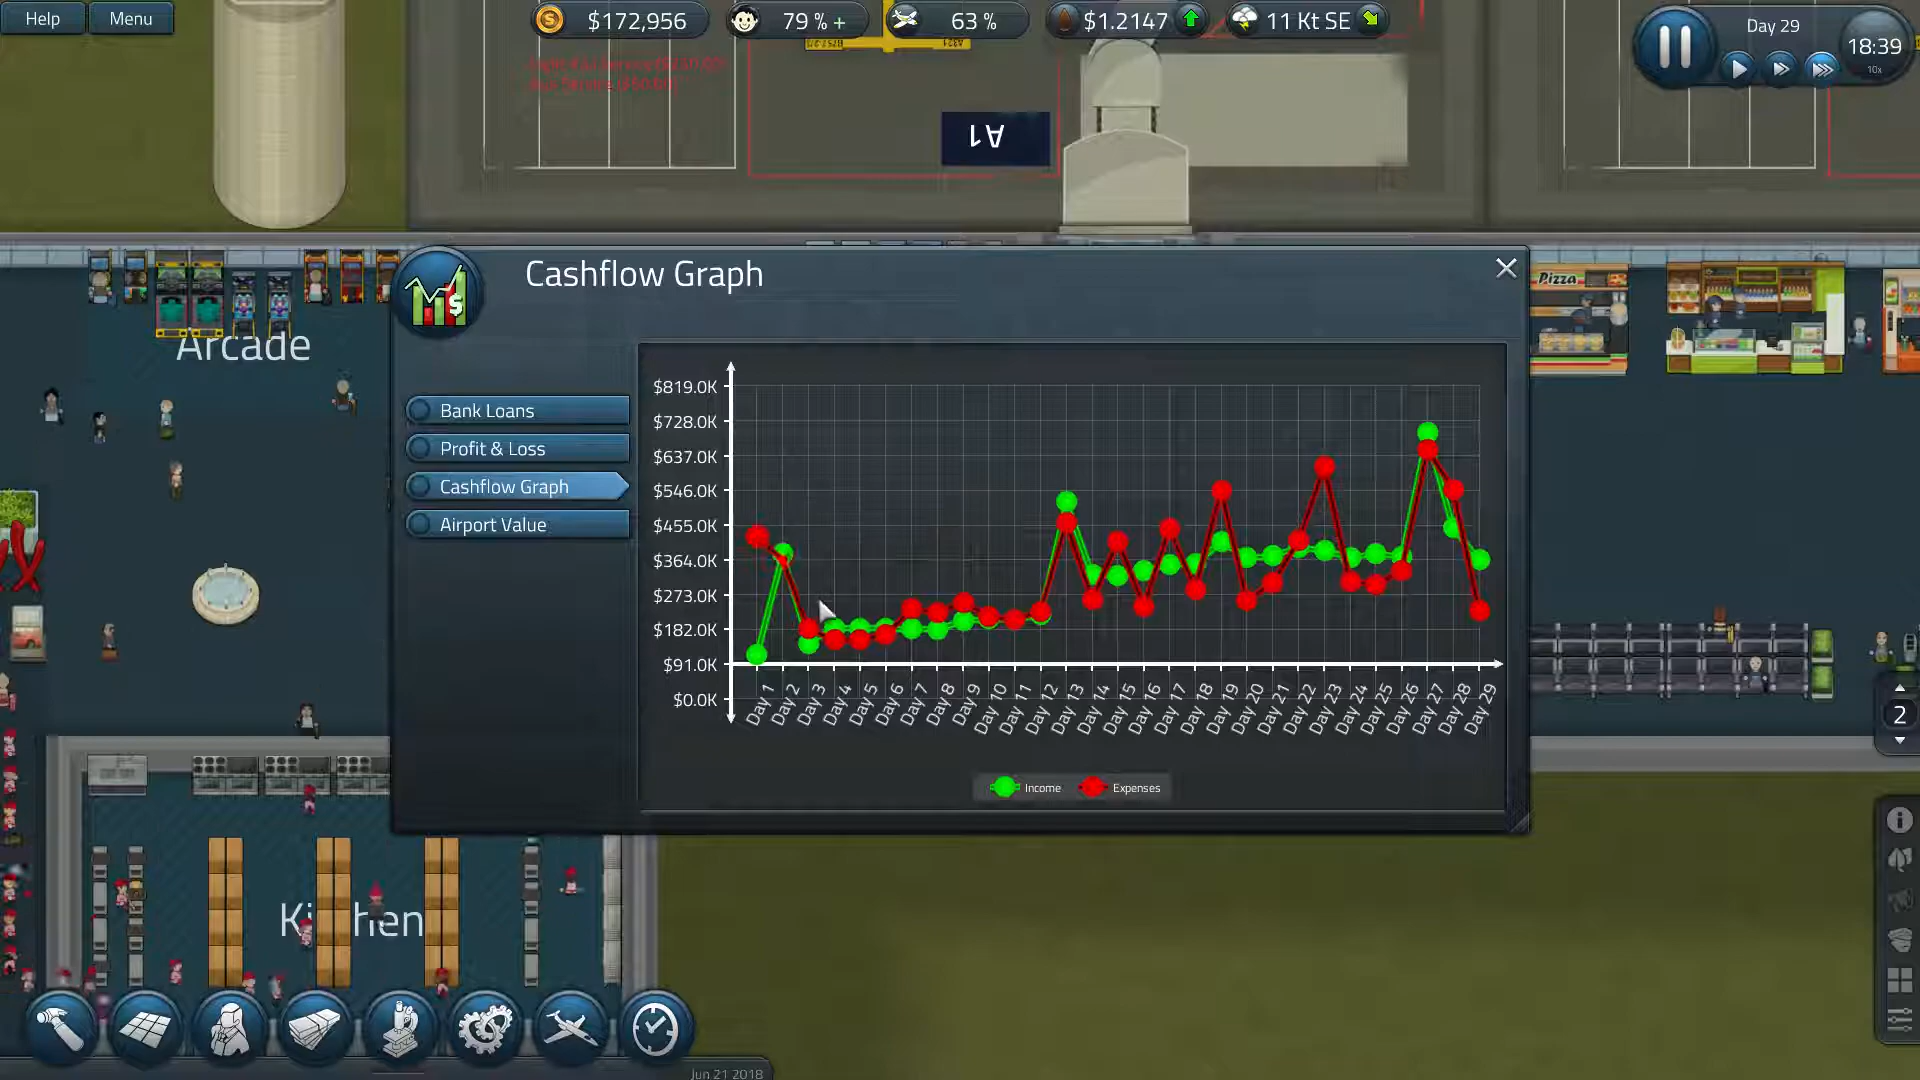 Help
Menu
$172,956
79 % +
63 %
$1.2147
11 Kt SE
Day 29
18:39
10x
A1
Cashflow Graph
Pizza
Arcade
Bank Loans
Profit & Loss
Cashflow Graph
Airport Value
$819.0K
$728.0K
$637.0K
$546.0K
$455.0K
$364.0K
$273.0K
$182.0K
$91.0K
$0.0K
Day 1
Day 2
Day 3
Day 4
Day 5
Day 6
Day 7
Day 8
Day 9
Day 10
Day 11
Day 12
Day 13
Day 14
Day 15
Day 16
Day 17
Day 18
Day 19
Day 20
Day 21
Day 22
Day 23
Day 24
Day 25
Day 26
Day 27
Day 28
Day 29
Income
Expenses
2
Kitchen
Jun 21 2018